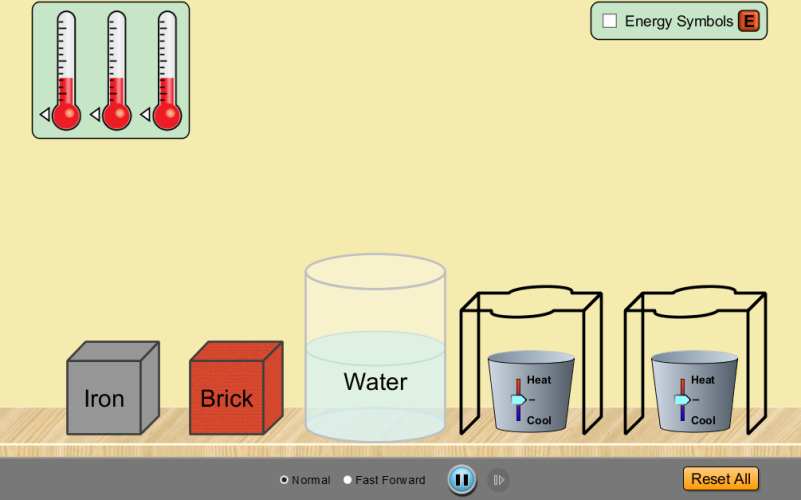 Energy Symbols E
Iron
Brick
Water
Heat
Cool
Heat
Cool
Normal
Fast Forward
Reset All